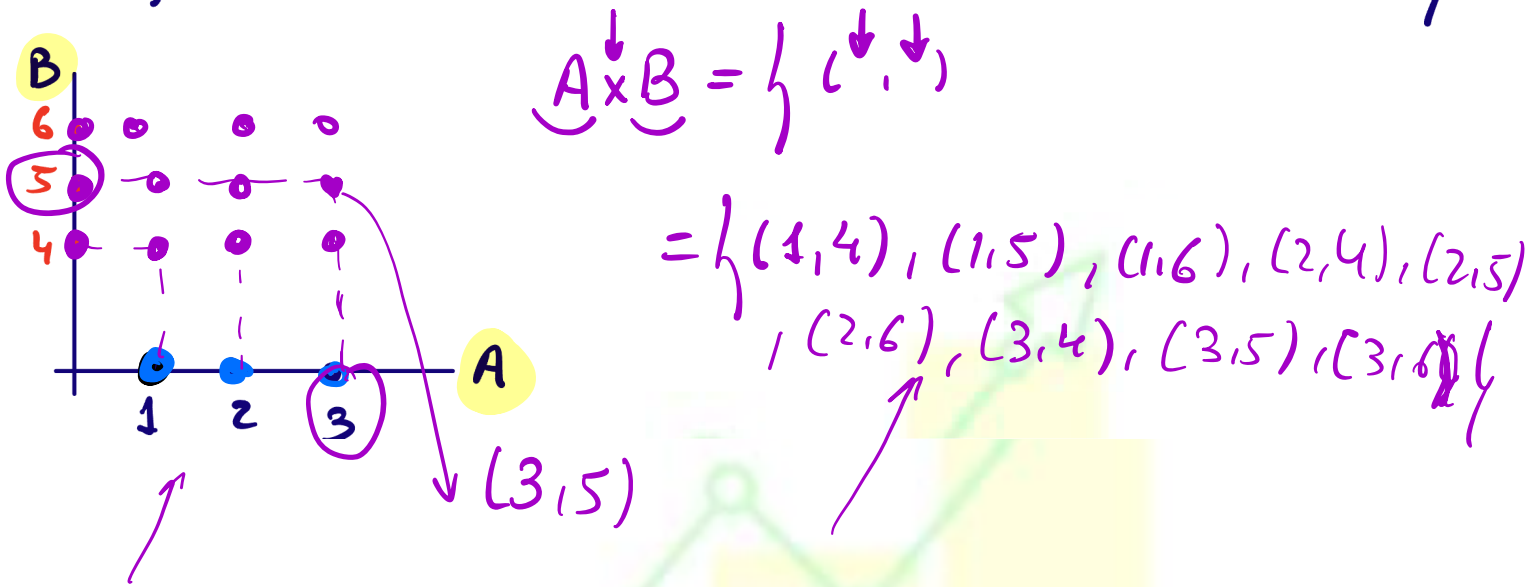 B
6
5
4
1 2 3
A
(3,5)
A x B = { ( , )
= { (1,4), (1,5), (1,6), (2,4), (2,5)
, (2,6), (3,4), (3,5), (3,6) }